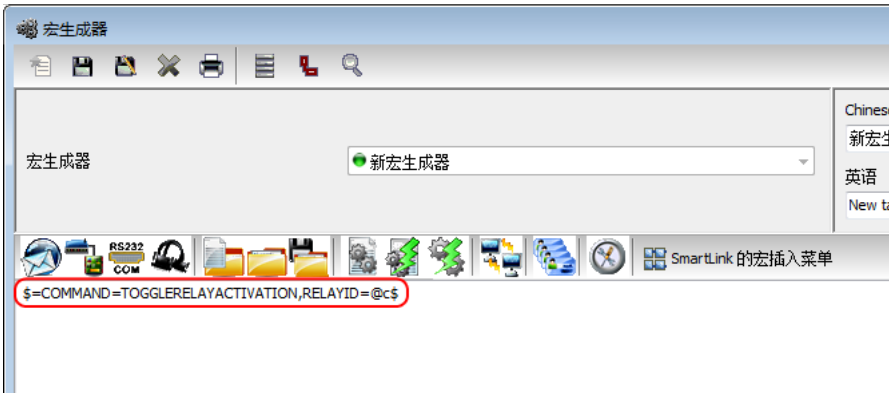 宏生成器
Chinese
宏生成器
新宏生成器
新宏生
英语
New ta
RS232
COM
SmartLink 的宏插入菜单
$=COMMAND=TOGGLERELAYACTIVATION,RELAYID=@c$